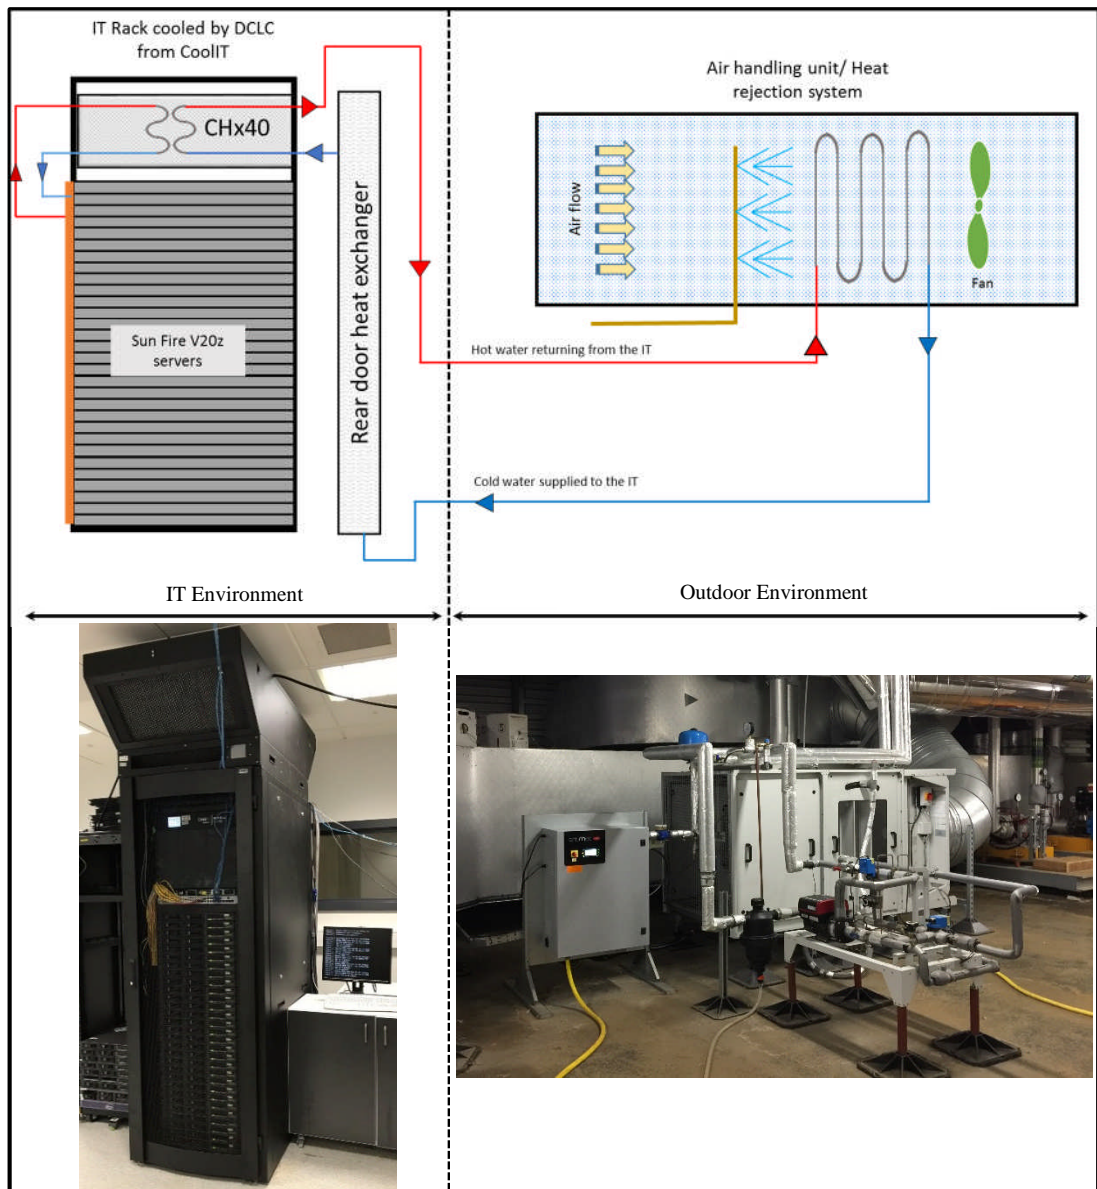 IT Rack cooled by DCLC
from CoolIT
CHx40
Sun Fire V20z
servers
Rear door heat exchanger
Air handling unit/ Heat
rejection system
Air flow
Fan
Hot water returning from the IT
Cold water supplied to the IT
IT Environment
Outdoor Environment